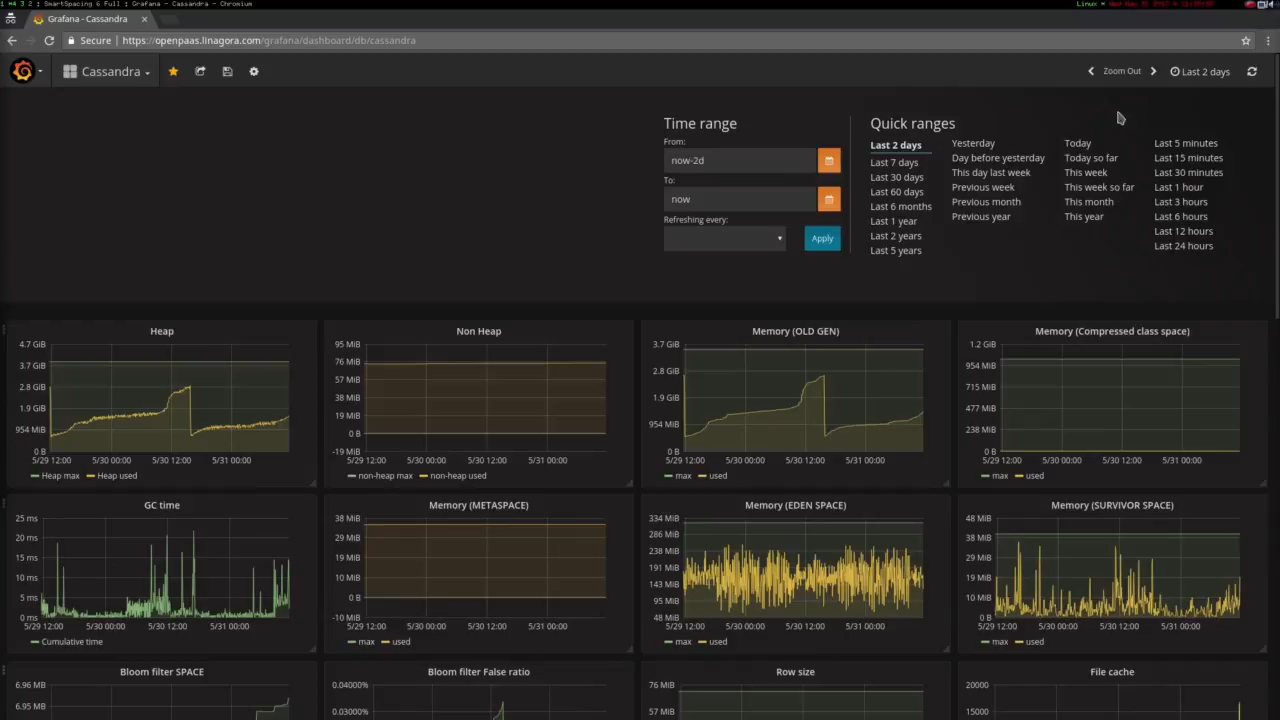 1 *4 3 2 : SmartSpacing 6 Full : Grafana - Cassandra - Chromium
Linux
Grafana - Cassandra
Secure
https://openpaas.linagora.com/grafana/dashboard/db/cassandra
Cassandra
Zoom Out
Last 2 days
Time range
From:
now-2d
To:
now
Refreshing every:
Apply
Quick ranges
Last 2 days
Last 7 days
Last 30 days
Last 60 days
Last 6 months
Last 1 year
Last 2 years
Last 5 years
Yesterday
Day before yesterday
This day last week
Previous week
Previous month
Previous year
Today
Today so far
This week
This week so far
This month
This year
Last 5 minutes
Last 15 minutes
Last 30 minutes
Last 1 hour
Last 3 hours
Last 6 hours
Last 12 hours
Last 24 hours
Heap
4.7 GiB
3.7 GiB
2.8 GiB
1.9 GiB
954 MiB
0 B
5/29 12:00 5/30 00:00 5/30 12:00 5/31 00:00
Heap max Heap used
Non Heap
95 MiB
76 MiB
57 MiB
38 MiB
19 MiB
0 B
-19 MiB
5/29 12:00 5/30 00:00 5/30 12:00 5/31 00:00
non-heap max non-heap used
Memory (OLD GEN)
3.7 GiB
2.8 GiB
1.9 GiB
954 MiB
0 B
5/29 12:00 5/30 00:00 5/30 12:00 5/31 00:00
max used
Memory (Compressed class space)
1.2 GiB
954 MiB
715 MiB
477 MiB
238 MiB
0 B
5/29 12:00 5/30 00:00 5/30 12:00 5/31 00:00
max used
GC time
25 ms
20 ms
15 ms
10 ms
5 ms
0 ms
5/29 12:00 5/30 00:00 5/30 12:00 5/31 00:00
Cumulative time
Memory (METASPACE)
38 MiB
29 MiB
19 MiB
10 MiB
0 B
-10 MiB
5/29 12:00 5/30 00:00 5/30 12:00 5/31 00:00
max used
Memory (EDEN SPACE)
334 MiB
286 MiB
238 MiB
191 MiB
143 MiB
95 MiB
48 MiB
5/29 12:00 5/30 00:00 5/30 12:00 5/31 00:00
max used
Memory (SURVIVOR SPACE)
48 MiB
38 MiB
29 MiB
19 MiB
10 MiB
0 B
5/29 12:00 5/30 00:00 5/30 12:00 5/31 00:00
max used
Bloom filter SPACE
6.96 MB
6.95 MB
Bloom filter False ratio
0.04000%
0.03000%
Row size
76 MiB
57 MiB
File cache
20000
15000